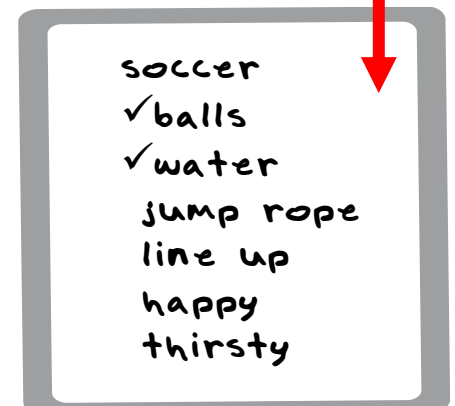 soccer
✓balls
✓water
jump rope
line up
happy
thirsty